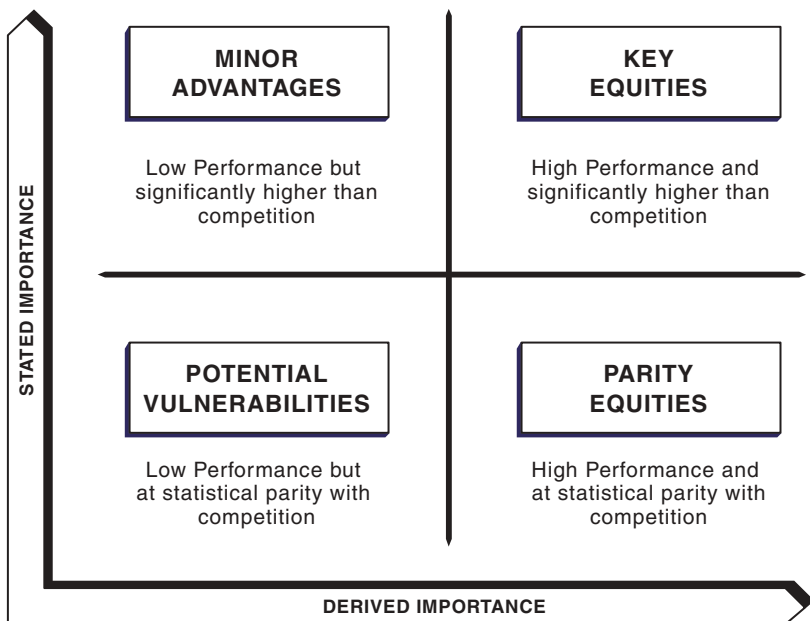 MINOR
ADVANTAGES
Low Performance but
significantly higher than
competition
KEY
EQUITIES
High Performance and
significantly higher than
competition
STATED IMPORTANCE
POTENTIAL
VULNERABILITIES
Low Performance but
at statistical parity with
competition
PARITY
EQUITIES
High Performance and
at statistical parity with
competition
DERIVED IMPORTANCE